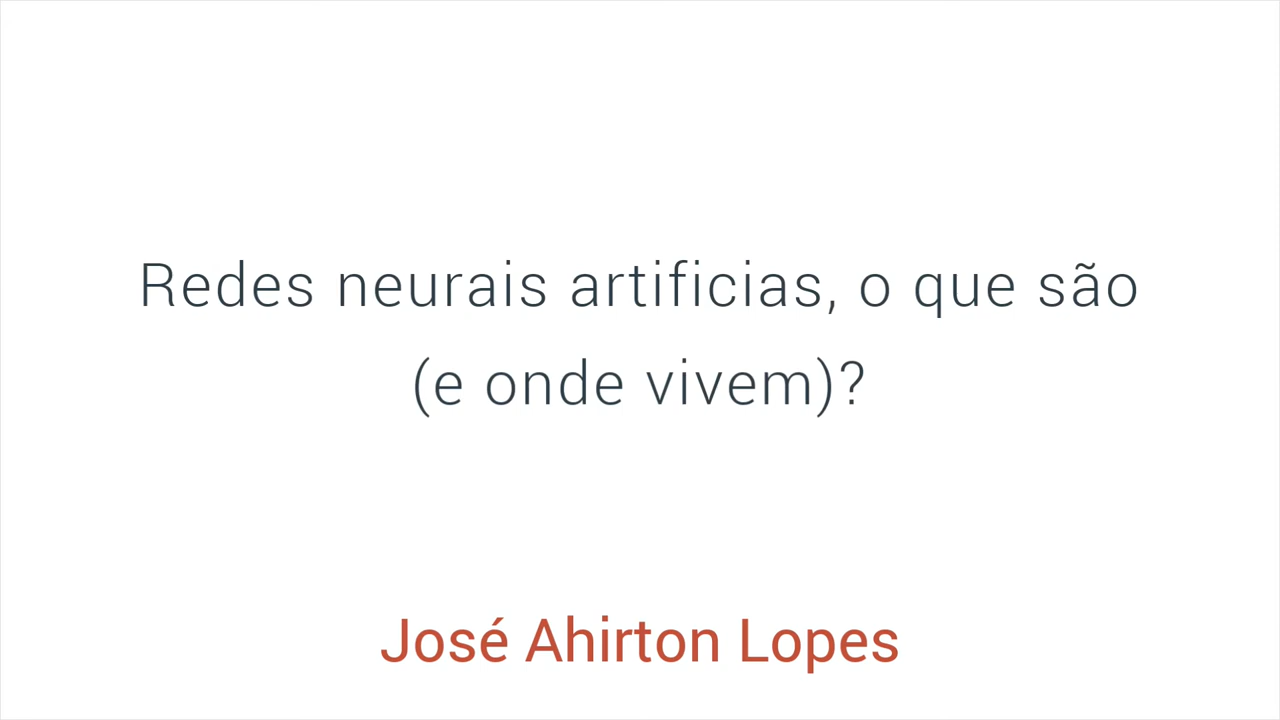 Redes neurais artificias, o que são
(e onde vivem)?
José Ahirton Lopes